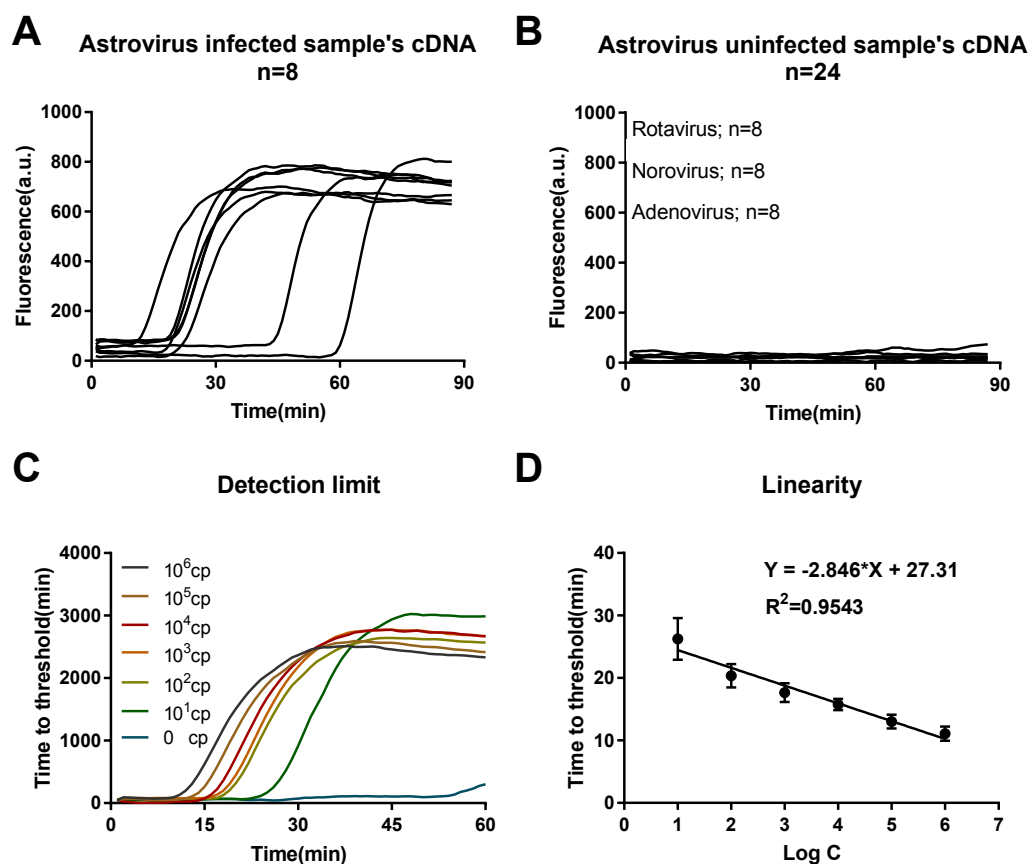 A
Astrovirus infected sample's cDNA
n=8
Fluorescence(a.u.)
1000
800
600
400
200
0
0 30 60 90
Time(min)
B
Astrovirus uninfected sample's cDNA
n=24
Fluorescence(a.u.)
1000
800
600
400
200
0
Rotavirus; n=8
Norovirus; n=8
Adenovirus; n=8
0 30 60 90
Time(min)
C
Detection limit
Time to threshold(min)
4000
3000
2000
1000
0
10⁶cp
10⁵cp
10⁴cp
10³cp
10²cp
10¹cp
0 cp
0 15 30 45 60
Time(min)
D
Linearity
Time to threshold(min)
40
30
20
10
0
Y = -2.846*X + 27.31
R²=0.9543
0 1 2 3 4 5 6 7
Log C